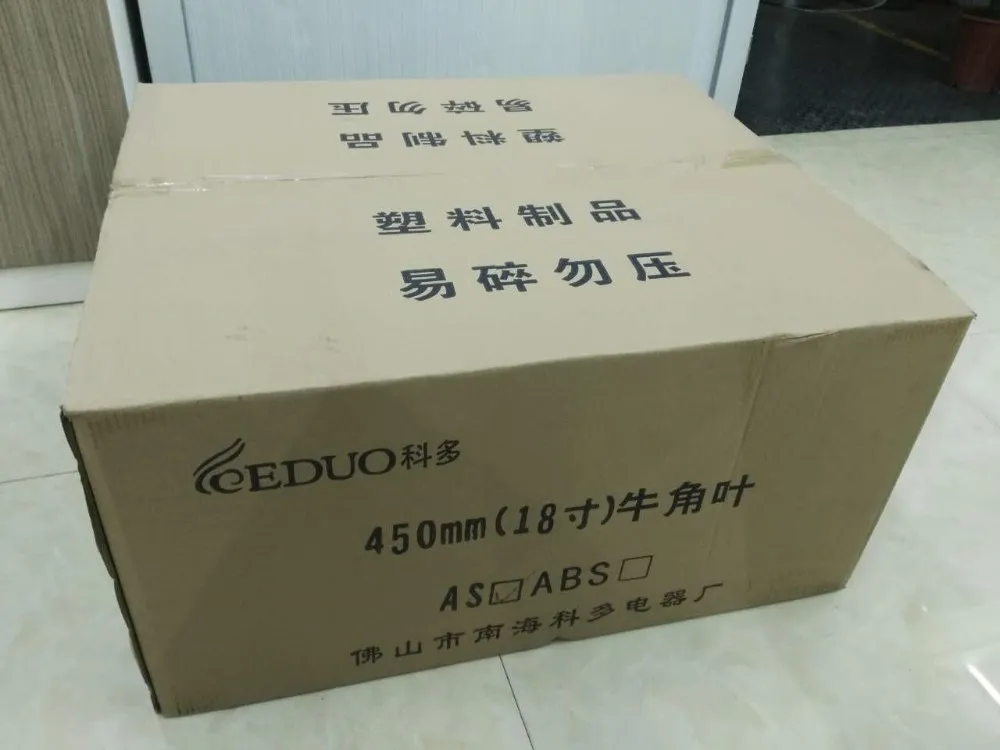 易碎勿压
塑料制品
塑料制品
易碎勿压
CEDUO科多
450mm(18寸)牛角叶
AS☑ABS☐
佛山市南海科多电器厂